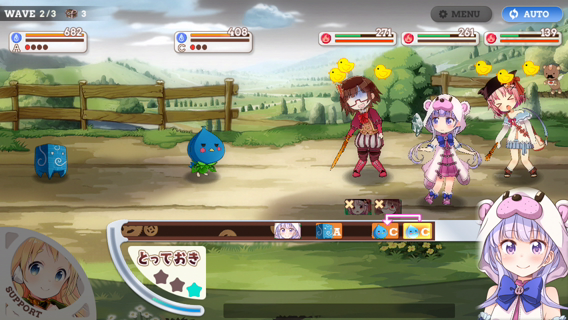 WAVE 2/3 3
MENU
AUTO
682
A
408
C
271
261
139
A
C
C
とっておき
SUPPORT